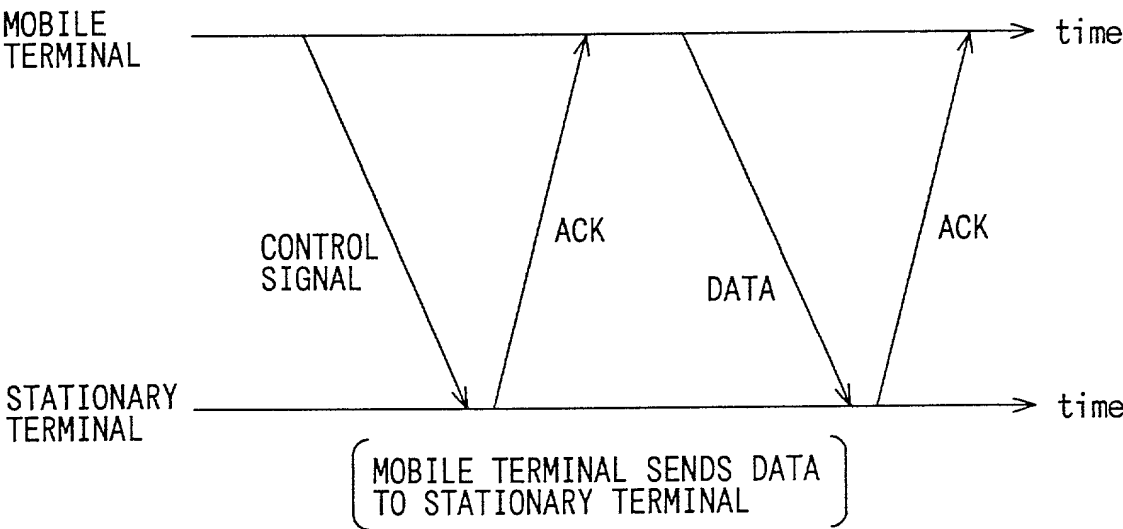 MOBILE
TERMINAL
time
CONTROL
SIGNAL
ACK
DATA
ACK
STATIONARY
TERMINAL
time
MOBILE TERMINAL SENDS DATA
TO STATIONARY TERMINAL